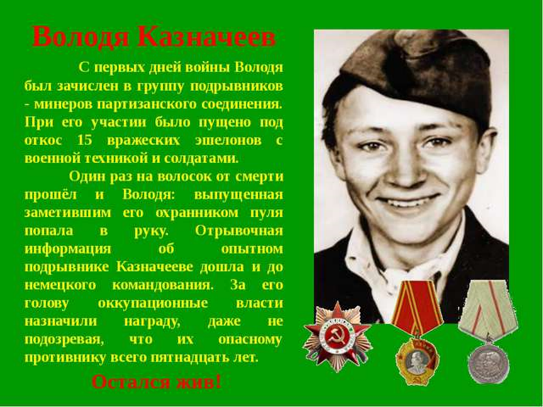 Володя Казначеев
С первых дней войны Володя
был зачислен в группу подрывников
- минеров партизанского соединения.
При его участии было пущено под
откос 15 вражеских эшелонов с
военной техникой и солдатами.
Один раз на волосок от смерти
прошёл и Володя: выпущенная
заметившим его охранником пуля
попала в руку. Отрывочная
информация об опытном
подрывнике Казначееве дошла и до
немецкого командования. За его
голову оккупационные власти
назначили награду, даже не
подозревая, что их опасному
противнику всего пятнадцать лет.
Остался жив!